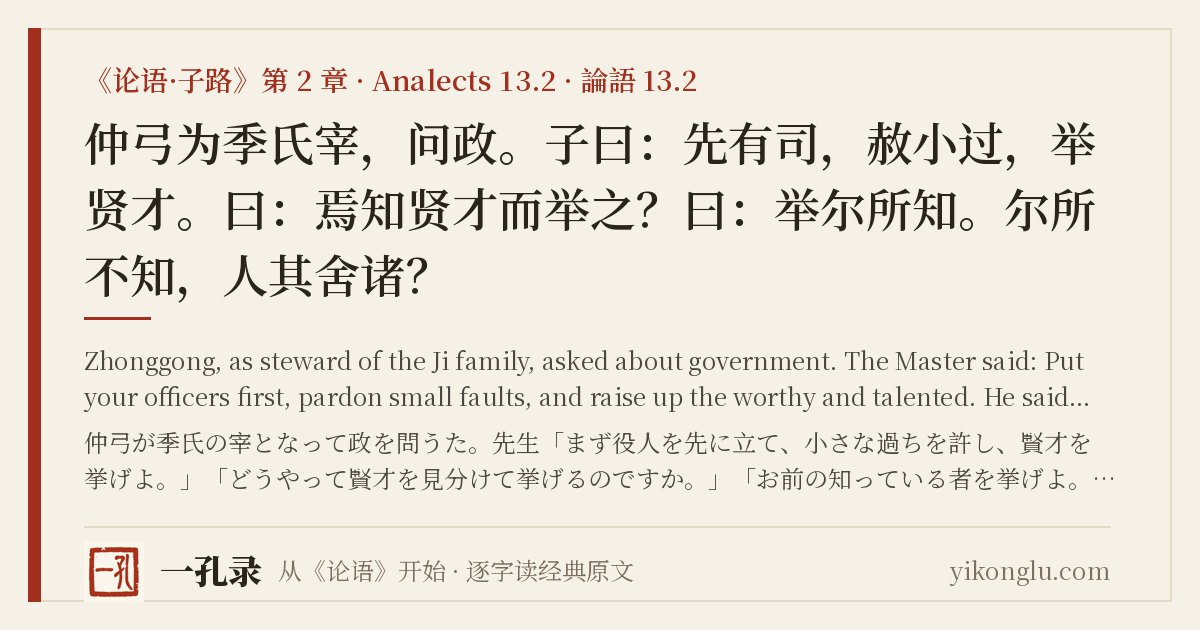 《论语·子路》第 2 章 · Analects 13.2 · 論語 13.2
仲弓为季氏宰，问政。子曰：先有司，赦小过，举
贤才。曰：焉知贤才而举之？曰：举尔所知。尔所
不知，人其舍诸？
Zhonggong, as steward of the Ji family, asked about government. The Master said: Put
your officers first, pardon small faults, and raise up the worthy and talented. He said...
仲弓が季氏の宰となって政を問うた。先生「まず役人を先に立て、小さな過ちを許し、賢才を
挙げよ。」「どうやって賢才を見分けて挙げるのですか。」「お前の知っている者を挙げよ。…
一孔
一孔录 从《论语》开始 · 逐字读经典原文 yikonglu.com